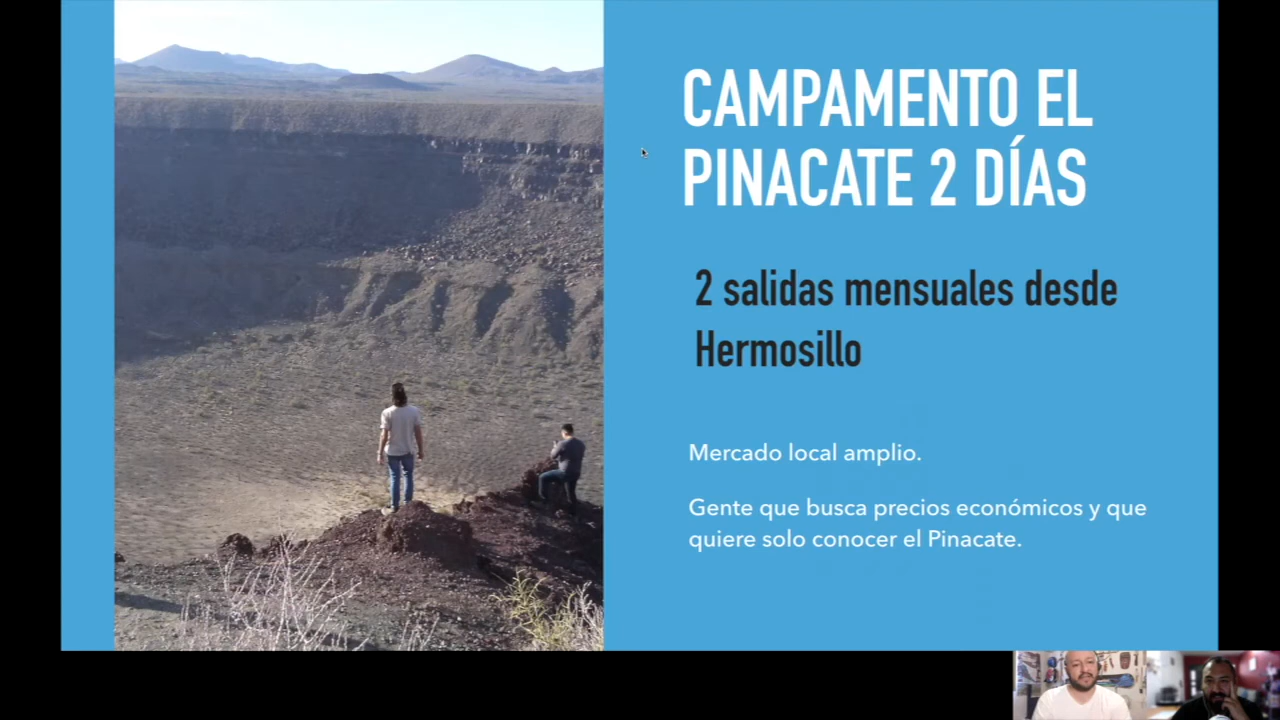 CAMPAMENTO EL
PINACATE 2 DÍAS
2 salidas mensuales desde
Hermosillo
Mercado local amplio.
Gente que busca precios económicos y que
quiere solo conocer el Pinacate.